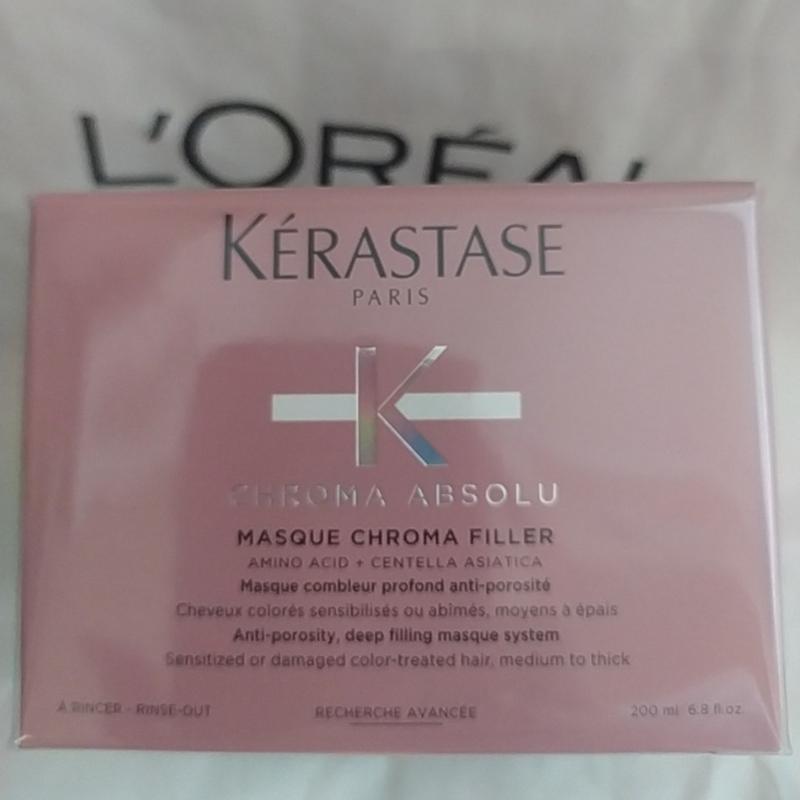 L'ORÉAL
KÉRASTASE
PARIS
K
CHROMA ABSOLU
MASQUE CHROMA FILLER
AMINO ACID + CENTELLA ASIATICA
Masque combleur profond anti-porosité
Cheveux colorés sensibilisés ou abîmés, moyens à épais
Anti-porosity, deep filling masque system
Sensitized or damaged color-treated hair, medium to thick
À RINCER - RINSE-OUT RECHERCHE AVANCÉE 200 ml 6.8 fl.oz.